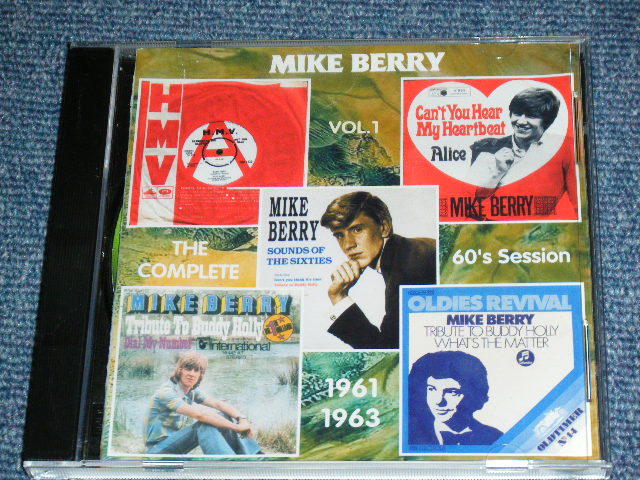 MIKE BERRY
VOL.1
HMV
H.M.V.
A
Can't You Hear
My Heartbeat
Alice
MIKE BERRY
THE
COMPLETE
MIKE
BERRY
SOUNDS OF
THE SIXTIES
60's Session
MIKE BERRY
Tribute To Buddy Holly
Dial My Number
International
1961
1963
OLDIES REVIVAL
MIKE BERRY
TRIBUTE TO BUDDY HOLLY
WHAT'S THE MATTER
OLDTIMER
Nº 14